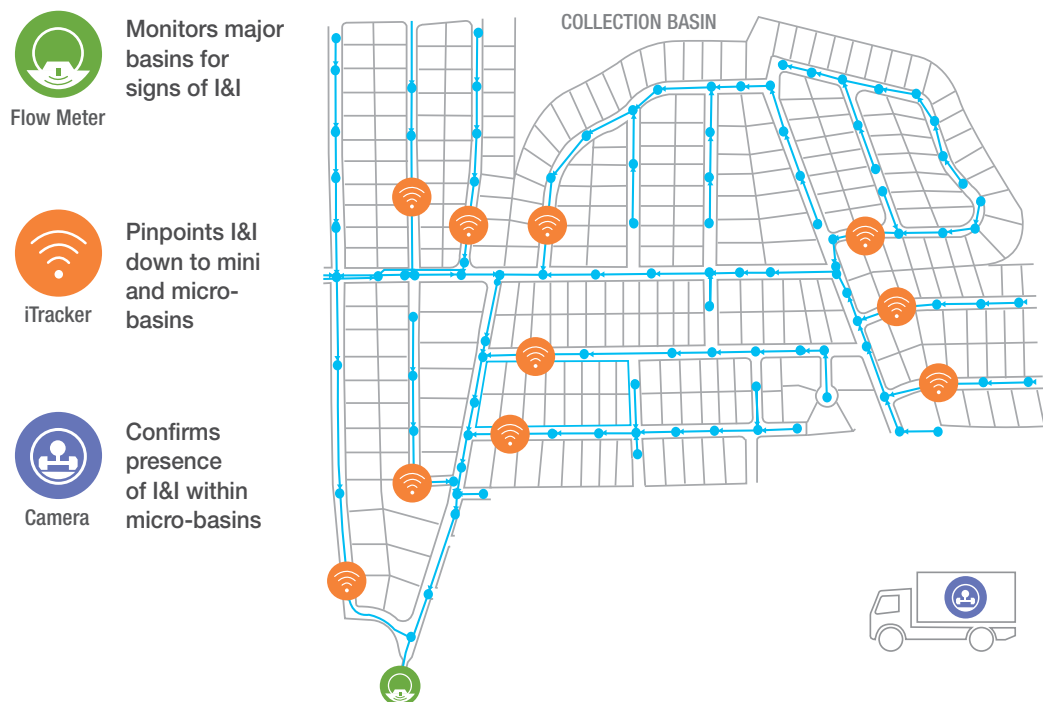 COLLECTION BASIN
Monitors major
basins for
signs of I&I
Flow Meter
Pinpoints I&I
down to mini
and micro-
basins
iTracker
Confirms
presence
of I&I within
micro-basins
Camera